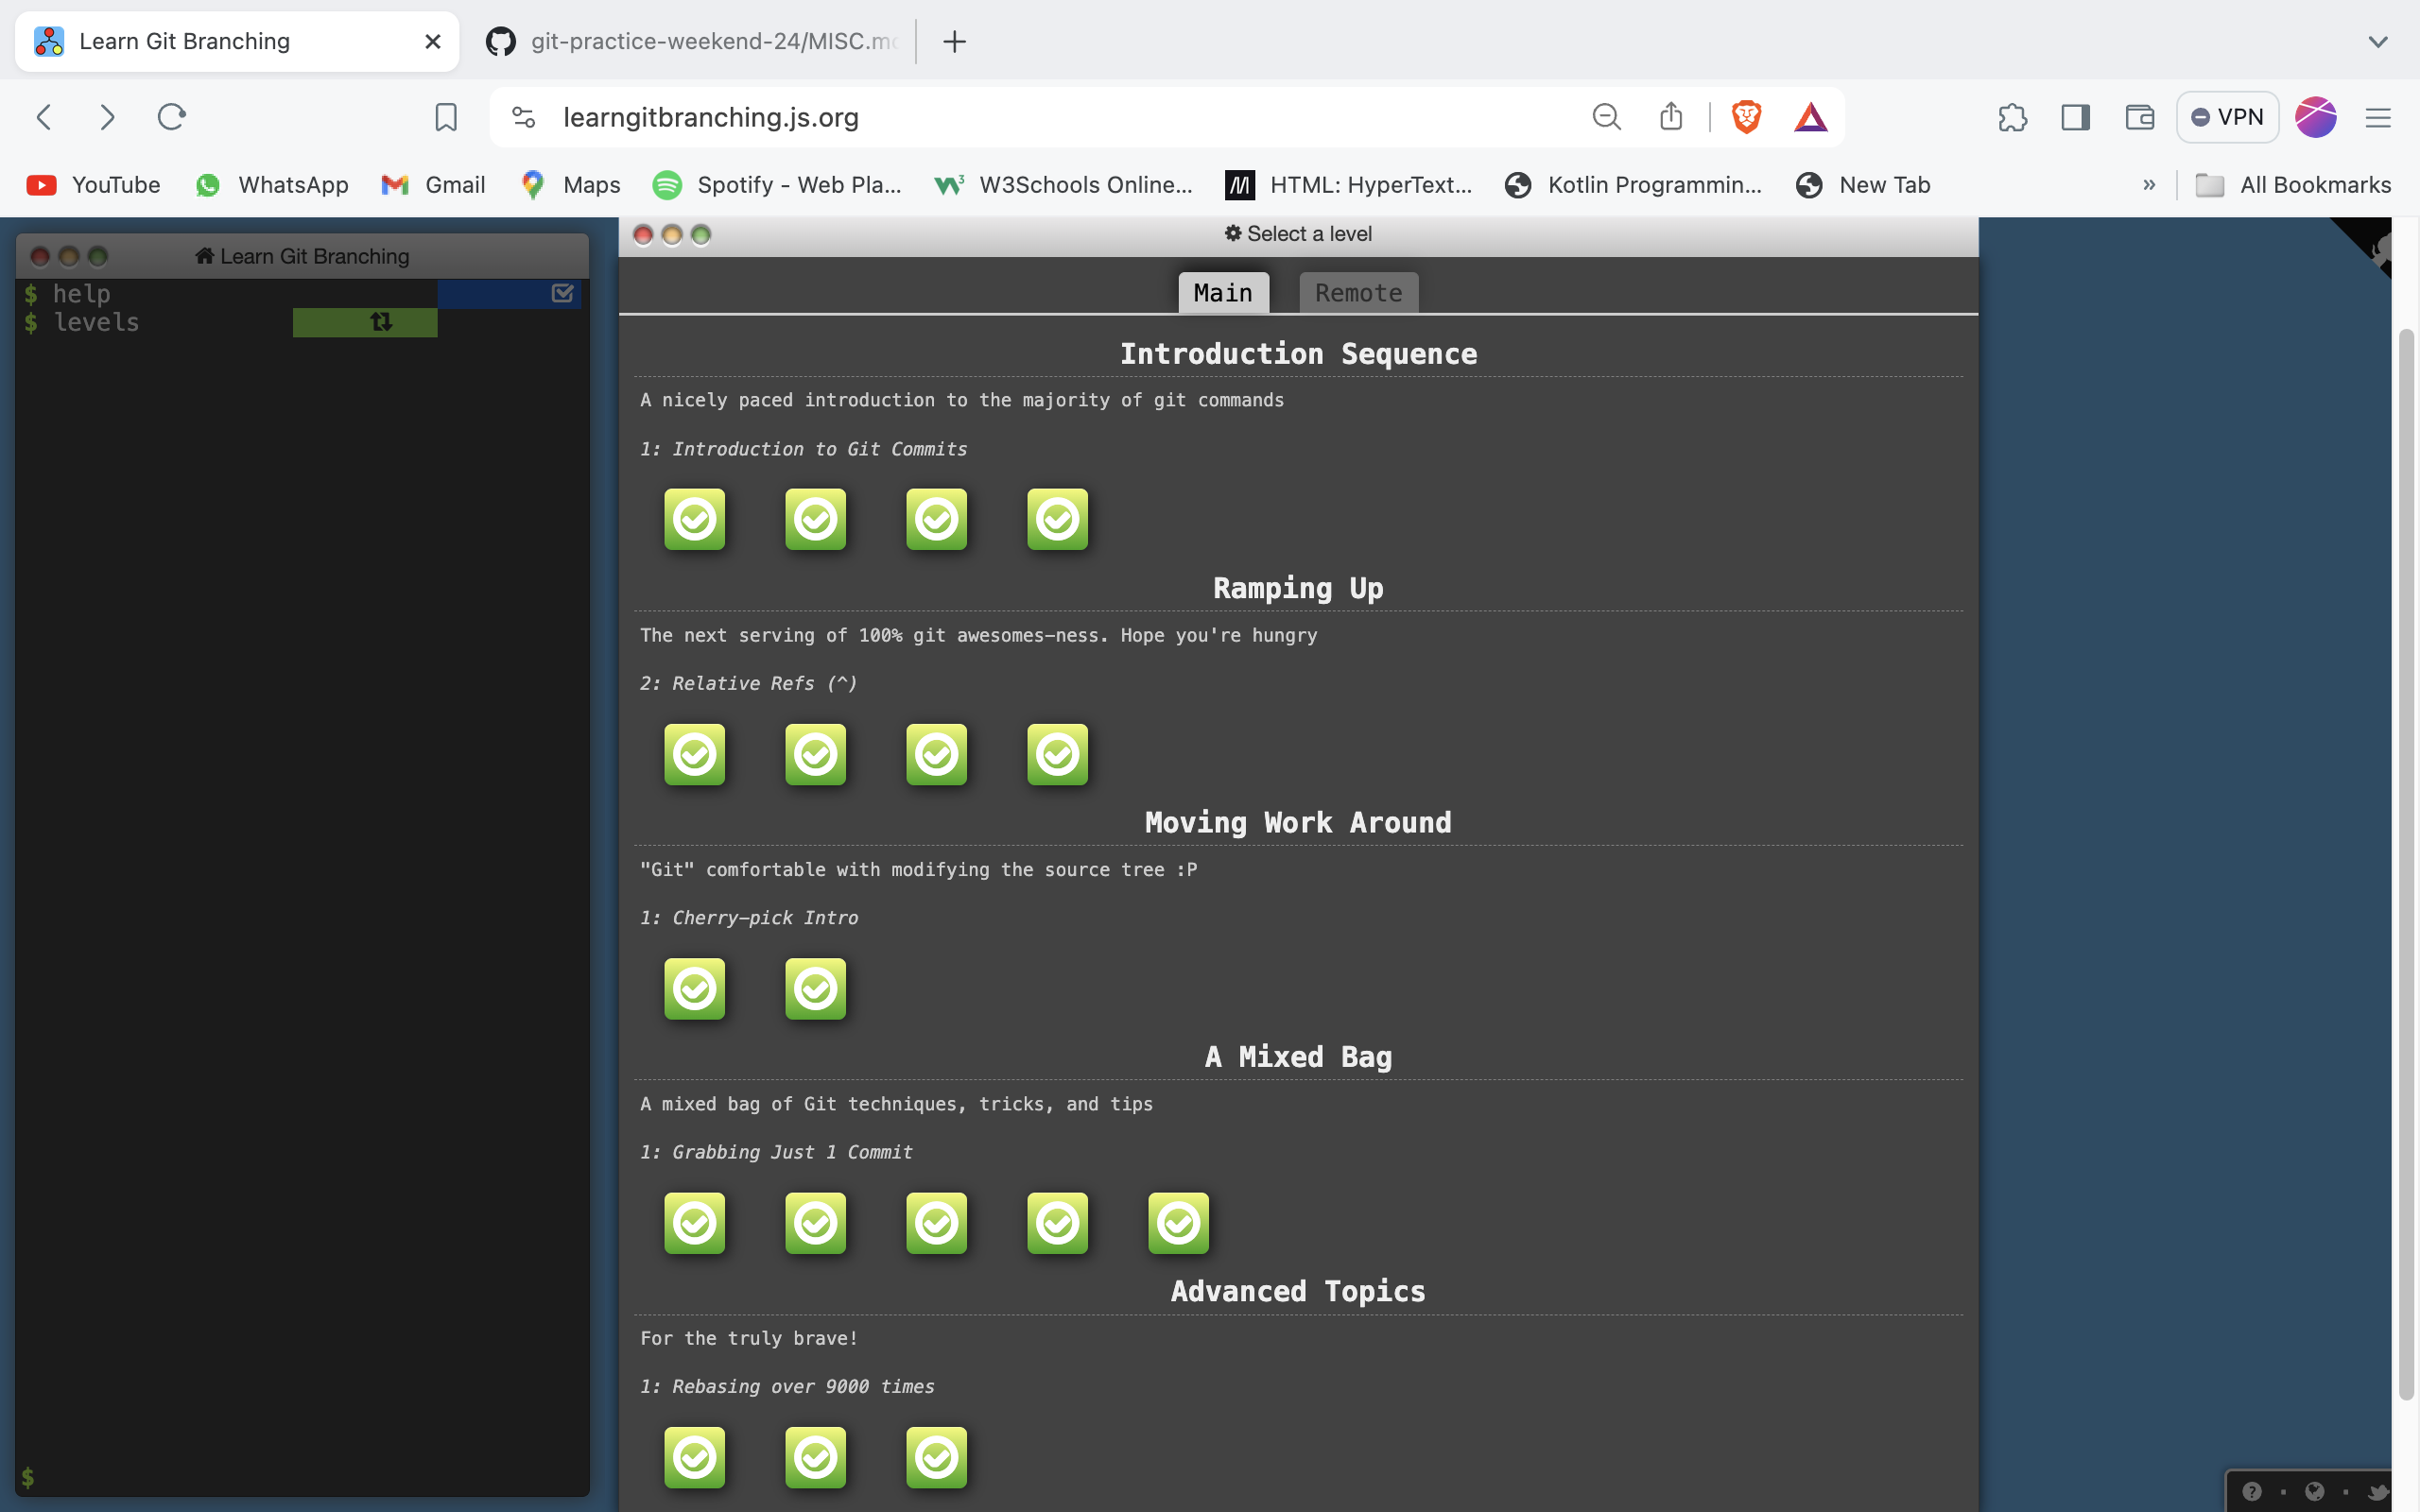 Learn Git Branching
git-practice-weekend-24/MISC.m
learngitbranching.js.org
VPN
YouTube
WhatsApp
Gmail
Maps
Spotify - Web Pla...
W3Schools Online...
HTML: HyperText...
Kotlin Programmin...
New Tab
»
All Bookmarks
Learn Git Branching
$ help
$ levels
$
Select a level
Main
Remote
Introduction Sequence
A nicely paced introduction to the majority of git commands
1: Introduction to Git Commits
Ramping Up
The next serving of 100% git awesomes-ness. Hope you're hungry
2: Relative Refs (^)
Moving Work Around
"Git" comfortable with modifying the source tree :P
1: Cherry-pick Intro
A Mixed Bag
A mixed bag of Git techniques, tricks, and tips
1: Grabbing Just 1 Commit
Advanced Topics
For the truly brave!
1: Rebasing over 9000 times